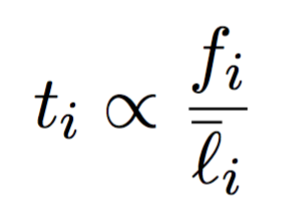 t_i ∝ f_i / ℓ̅_i